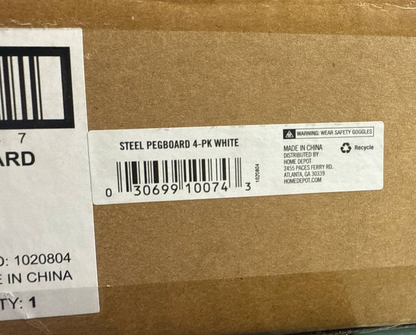 7
ARD
D: 1020804
E IN CHINA
TY: 1
STEEL PEGBOARD 4-PK WHITE
0 30699 10074 3
1020804
WARNING: WEAR SAFETY GOGGLES
MADE IN CHINA
DISTRIBUTED BY
HOME DEPOT
2455 PACES FERRY RD.
ATLANTA, GA 30339
HOMEDEPOT.COM
Recycle